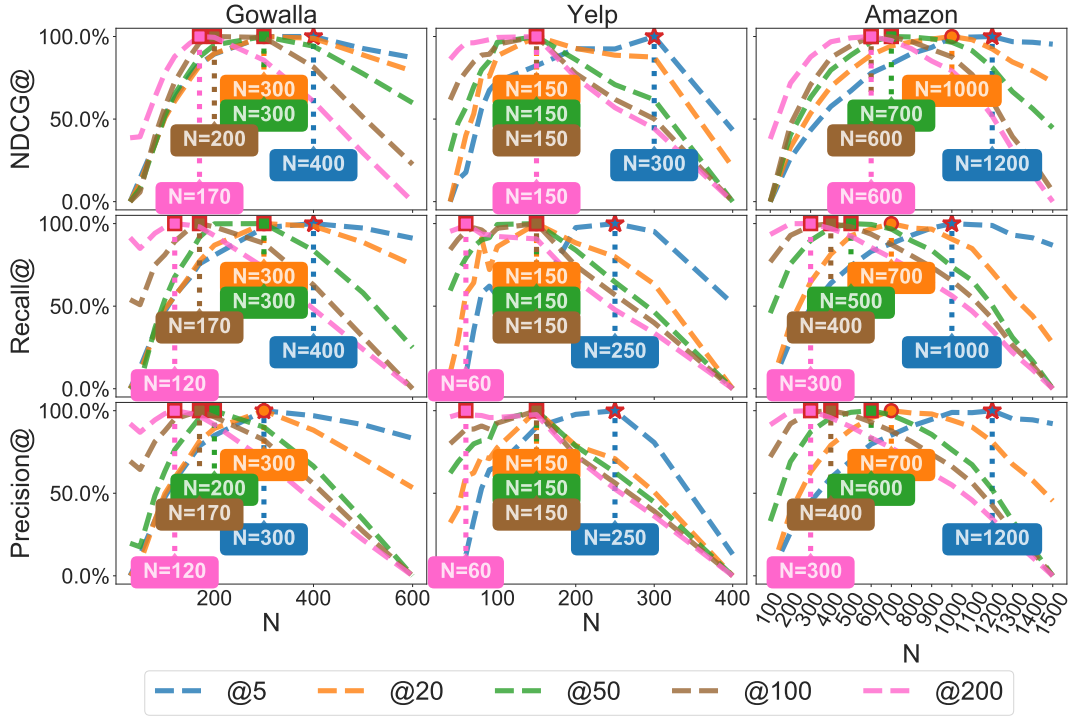 Gowalla Yelp Amazon
NDCG@
100.0%
50.0%
0.0%
N=300
N=300
N=200
N=400
N=170
N=150
N=150
N=150
N=300
N=150
N=1000
N=700
N=600
N=1200
N=600
Recall@
100.0%
50.0%
0.0%
N=300
N=300
N=170
N=400
N=120
N=150
N=150
N=150
N=250
N=60
N=700
N=500
N=400
N=1000
N=300
Precision@
100.0%
50.0%
0.0%
N=300
N=200
N=170
N=300
N=120
N=150
N=150
N=150
N=250
N=60
N=700
N=600
N=400
N=1200
N=300
200 400 600
100 200 300 400
100 200 300 400 500 600 700 800 900 1000 1100 1200 1300 1400 1500
N N N
@5 @20 @50 @100 @200